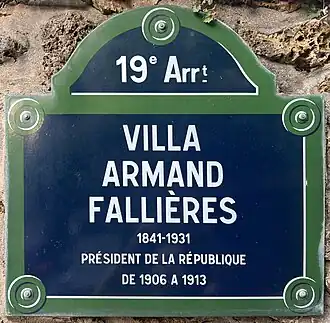 19e Arrt
VILLA
ARMAND
FALLIÈRES
1841-1931
PRÉSIDENT DE LA RÉPUBLIQUE
DE 1906 A 1913